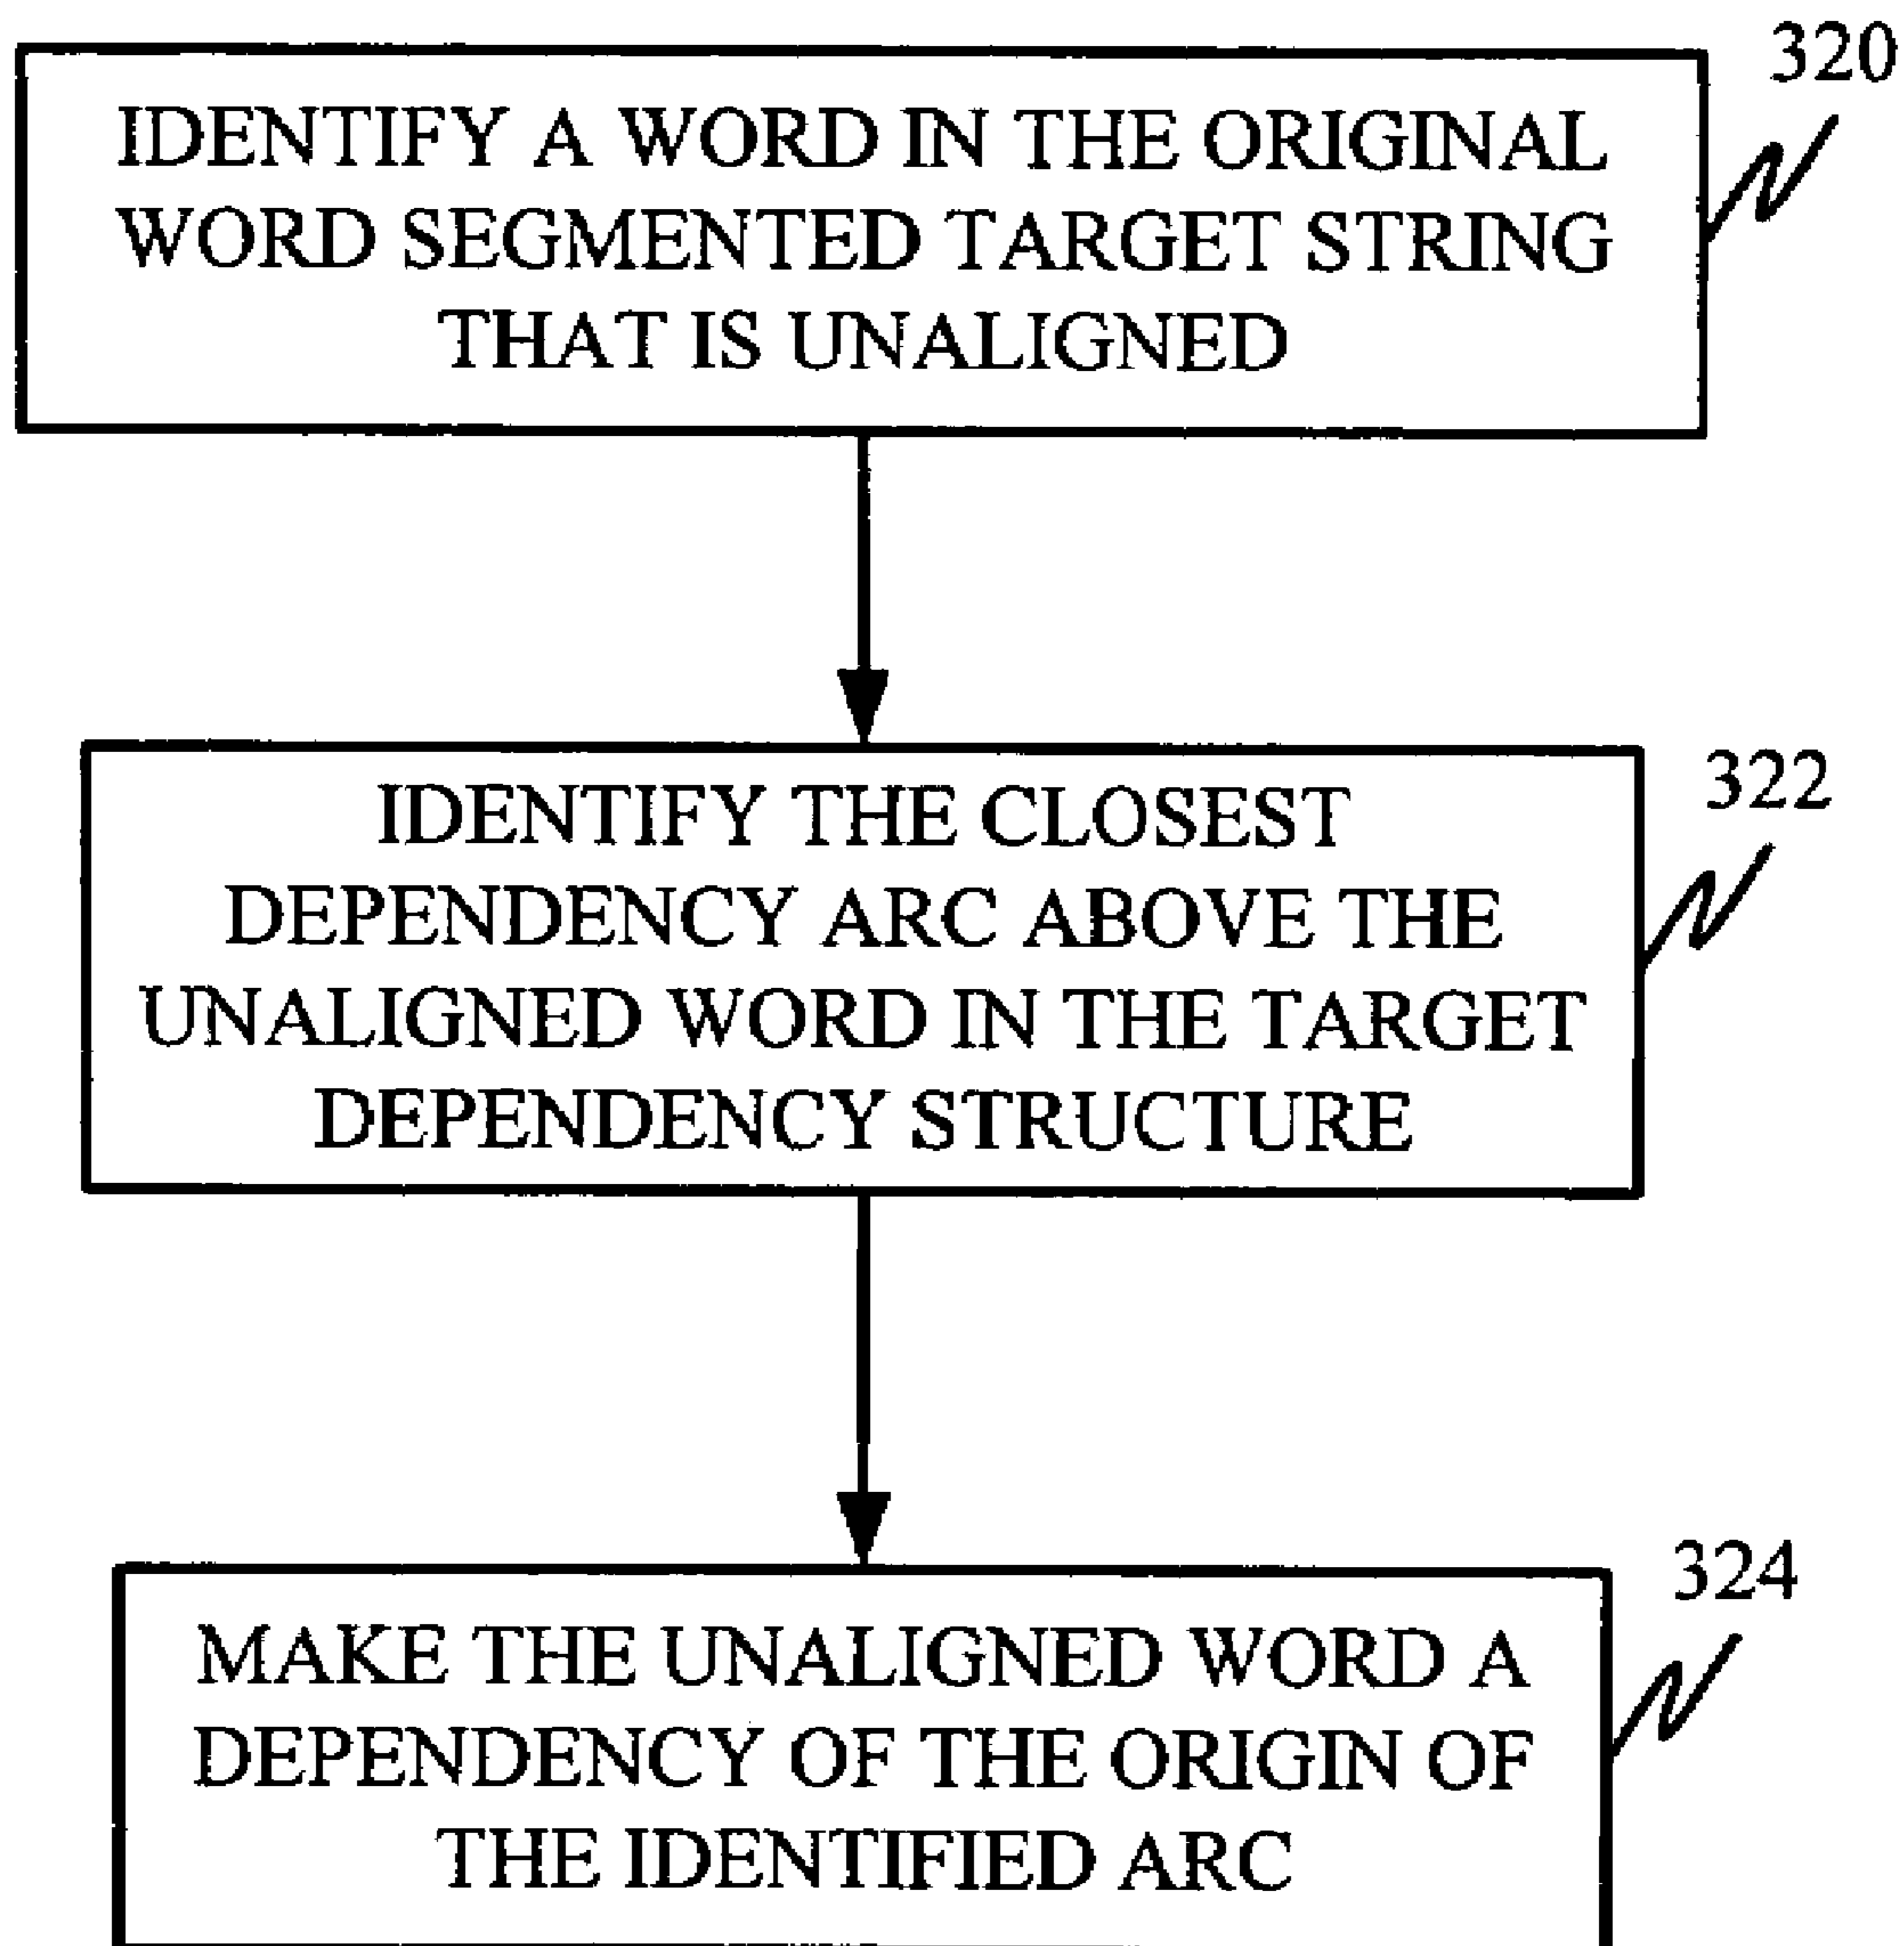 320
IDENTIFY A WORD IN THE ORIGINAL
WORD SEGMENTED TARGET STRING
THAT IS UNALIGNED
322
IDENTIFY THE CLOSEST
DEPENDENCY ARC ABOVE THE
UNALIGNED WORD IN THE TARGET
DEPENDENCY STRUCTURE
324
MAKE THE UNALIGNED WORD A
DEPENDENCY OF THE ORIGIN OF
THE IDENTIFIED ARC